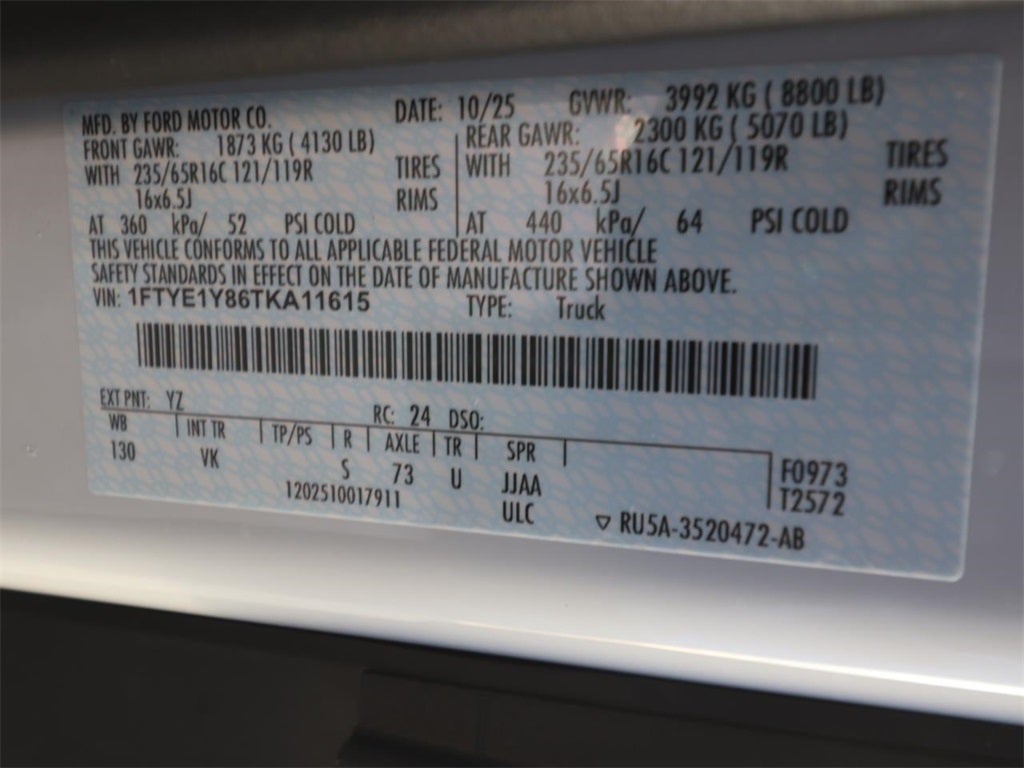 MFD. BY FORD MOTOR CO. DATE: 10/25 GVWR: 3992 KG ( 8800 LB)
FRONT GAWR: 1873 KG ( 4130 LB) REAR GAWR: 2300 KG ( 5070 LB)
WITH 235/65R16C 121/119R TIRES WITH 235/65R16C 121/119R TIRES
16x6.5J RIMS 16x6.5J RIMS
AT 360 kPa/ 52 PSI COLD AT 440 kPa/ 64 PSI COLD
THIS VEHICLE CONFORMS TO ALL APPLICABLE FEDERAL MOTOR VEHICLE
SAFETY STANDARDS IN EFFECT ON THE DATE OF MANUFACTURE SHOWN ABOVE.
VIN: 1FTYE1Y86TKA11615 TYPE: Truck
EXT PNT: YZ RC: 24 DSO:
WB INT TR TP/PS R AXLE TR SPR
130 VK S 73 U JJAA F0973
1202510017911 ULC T2572
▽ RU5A-3520472-AB